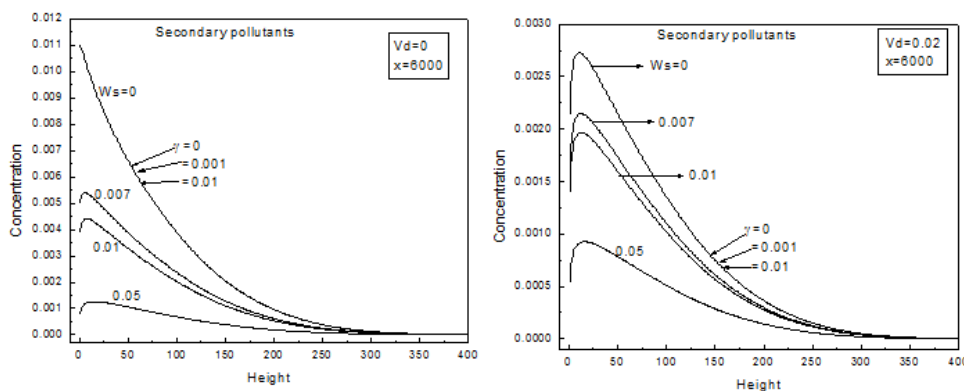 Secondary pollutants
Vd=0
x=6000
Ws=0
γ=0
=0.001
=0.01
0.007
0.01
0.05
Concentration
0.011
0.010
0.009
0.008
0.007
0.006
0.005
0.004
0.003
0.002
0.001
0.000
0 50 100 150 200 250 300 350 400
Height
Secondary pollutants
Vd=0.02
x=6000
Ws=0
0.007
0.01
γ=0
=0.001
=0.01
0.05
Concentration
0.0030
0.0025
0.0020
0.0015
0.0010
0.0005
0.0000
0 50 100 150 200 250 300 350 400
Height